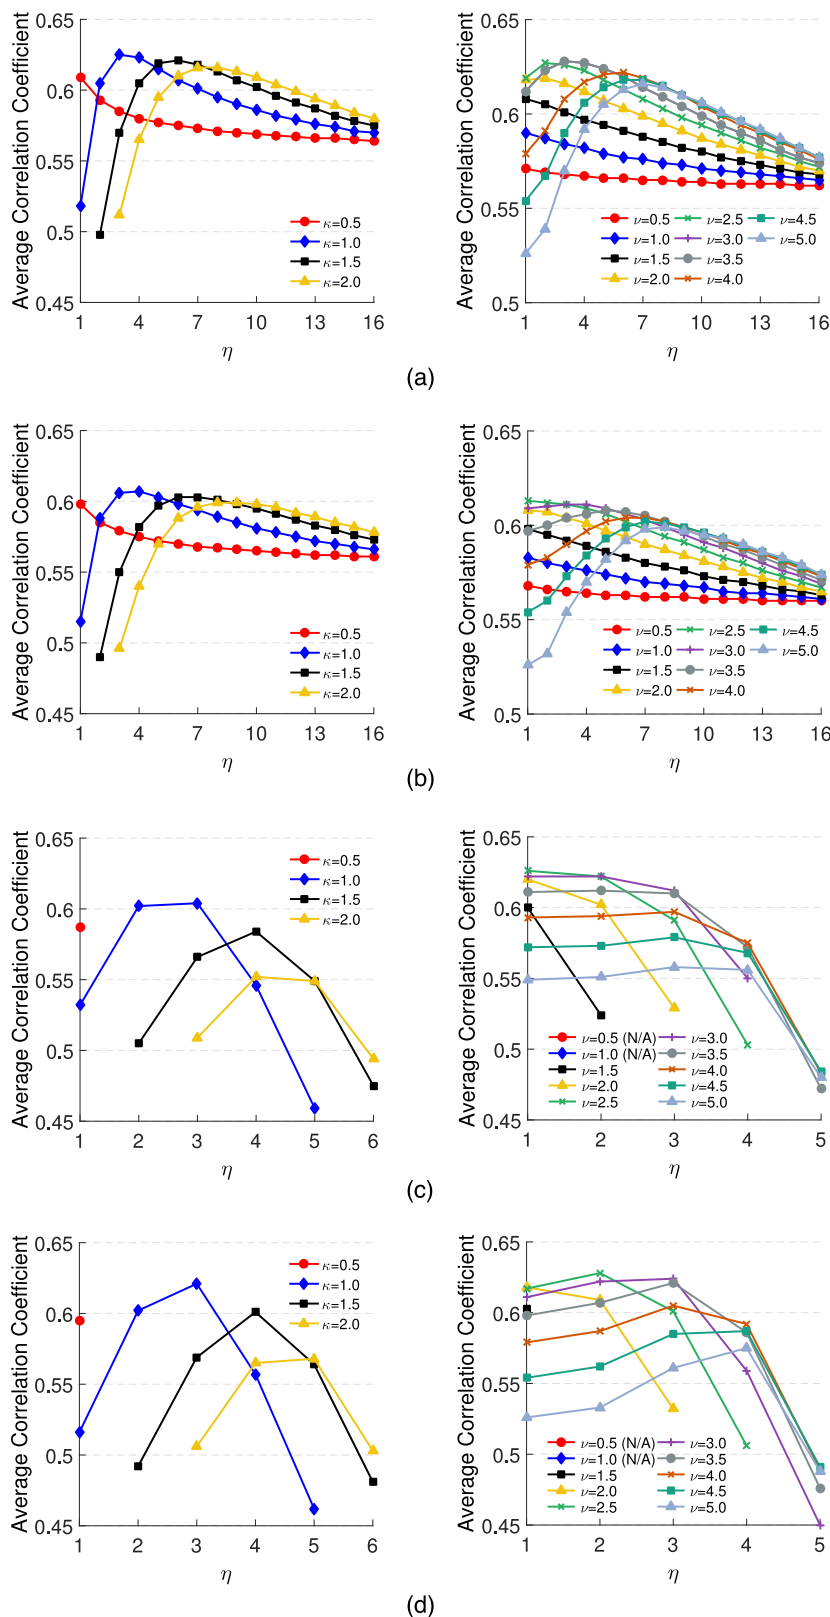 Average Correlation Coefficient
0.65
0.6
0.55
0.5
0.45
κ=0.5
κ=1.0
κ=1.5
κ=2.0
1 4 7 10 13 16
η
Average Correlation Coefficient
0.65
0.6
0.55
0.5
ν=0.5 ν=2.5 ν=4.5
ν=1.0 ν=3.0 ν=5.0
ν=1.5 ν=3.5
ν=2.0 ν=4.0
1 4 7 10 13 16
η
(a)
Average Correlation Coefficient
0.65
0.6
0.55
0.5
0.45
κ=0.5
κ=1.0
κ=1.5
κ=2.0
1 4 7 10 13 16
η
Average Correlation Coefficient
0.65
0.6
0.55
0.5
ν=0.5 ν=2.5 ν=4.5
ν=1.0 ν=3.0 ν=5.0
ν=1.5 ν=3.5
ν=2.0 ν=4.0
1 4 7 10 13 16
η
(b)
Average Correlation Coefficient
0.65
0.6
0.55
0.5
0.45
κ=0.5
κ=1.0
κ=1.5
κ=2.0
1 2 3 4 5 6
η
Average Correlation Coefficient
0.65
0.6
0.55
0.5
0.45
ν=0.5 (N/A) ν=3.0
ν=1.0 (N/A) ν=3.5
ν=1.5 ν=4.0
ν=2.0 ν=4.5
ν=2.5 ν=5.0
1 2 3 4 5
η
(c)
Average Correlation Coefficient
0.65
0.6
0.55
0.5
0.45
κ=0.5
κ=1.0
κ=1.5
κ=2.0
1 2 3 4 5 6
η
Average Correlation Coefficient
0.65
0.6
0.55
0.5
0.45
ν=0.5 (N/A) ν=3.0
ν=1.0 (N/A) ν=3.5
ν=1.5 ν=4.0
ν=2.0 ν=4.5
ν=2.5 ν=5.0
1 2 3 4 5
η
(d)